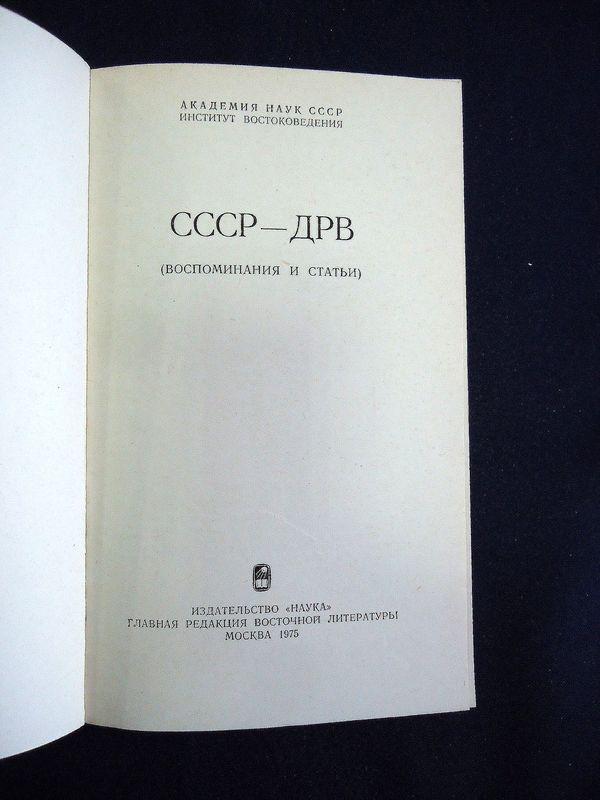 АКАДЕМИЯ НАУК СССР
ИНСТИТУТ ВОСТОКОВЕДЕНИЯ
СССР—ДРВ
(ВОСПОМИНАНИЯ И СТАТЬИ)
ИЗДАТЕЛЬСТВО «НАУКА»
ГЛАВНАЯ РЕДАКЦИЯ ВОСТОЧНОЙ ЛИТЕРАТУРЫ
МОСКВА 1975